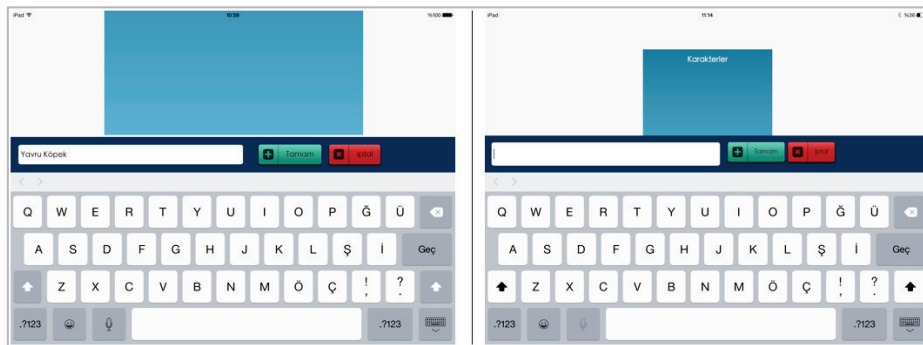 iPad
10:39
%100
Yavru Köpek
Tamam
İptal
Q W E R T Y U I O P Ğ Ü
A S D F G H J K L Ş İ Geç
Z X C V B N M Ö Ç ! , ? .
.?123 .?123
iPad
11:14
%36
Karakterler
Tamam
İptal
Q W E R T Y U I O P Ğ Ü
A S D F G H J K L Ş İ Geç
Z X C V B N M Ö Ç ! , ? .
.?123 .?123